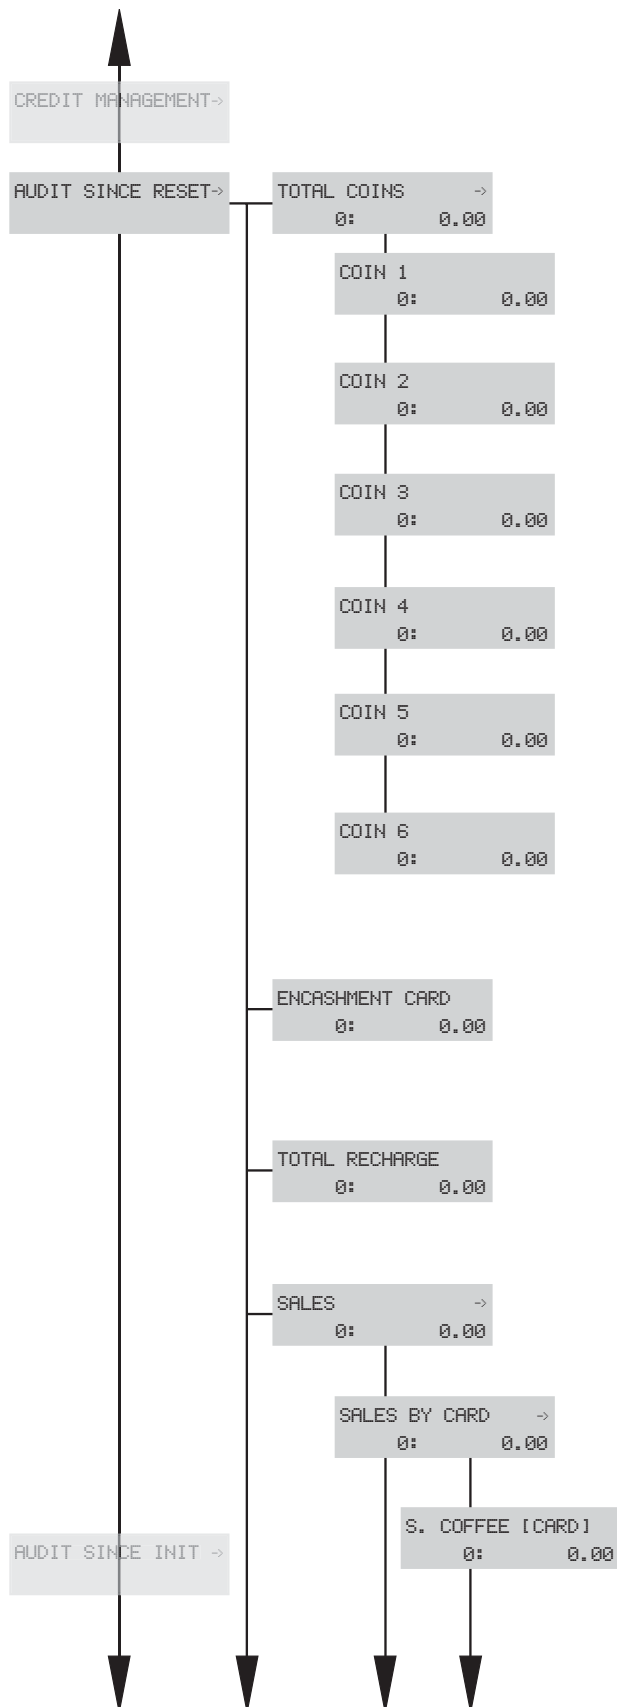 CREDIT MANAGEMENT->
AUDIT SINCE RESET->
TOTAL COINS ->
0: 0.00
COIN 1
0: 0.00
COIN 2
0: 0.00
COIN 3
0: 0.00
COIN 4
0: 0.00
COIN 5
0: 0.00
COIN 6
0: 0.00
ENCASHMENT CARD
0: 0.00
TOTAL RECHARGE
0: 0.00
SALES ->
0: 0.00
SALES BY CARD ->
0: 0.00
S. COFFEE [CARD]
0: 0.00
AUDIT SINCE INIT ->